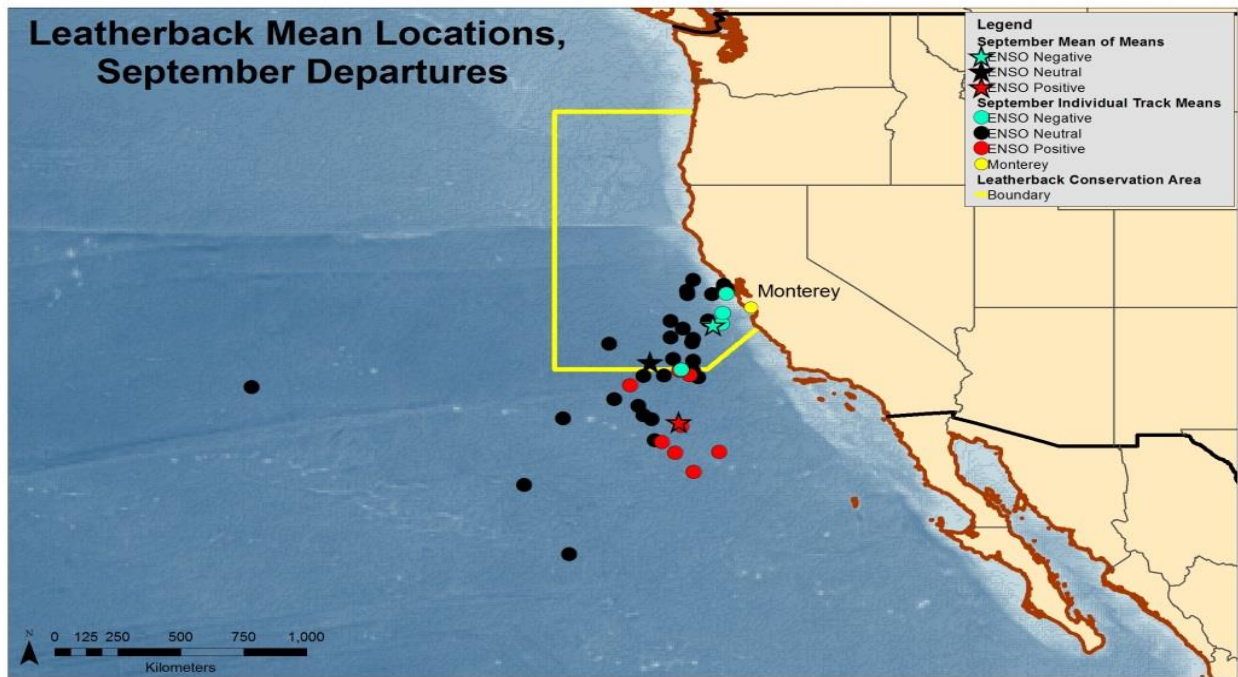 Leatherback Mean Locations,
September Departures
Legend
September Mean of Means
ENSO Negative
ENSO Neutral
ENSO Positive
September Individual Track Means
ENSO Negative
ENSO Neutral
ENSO Positive
Monterey
Leatherback Conservation Area
Boundary
Monterey
N
0 125 250 500 750 1,000
Kilometers